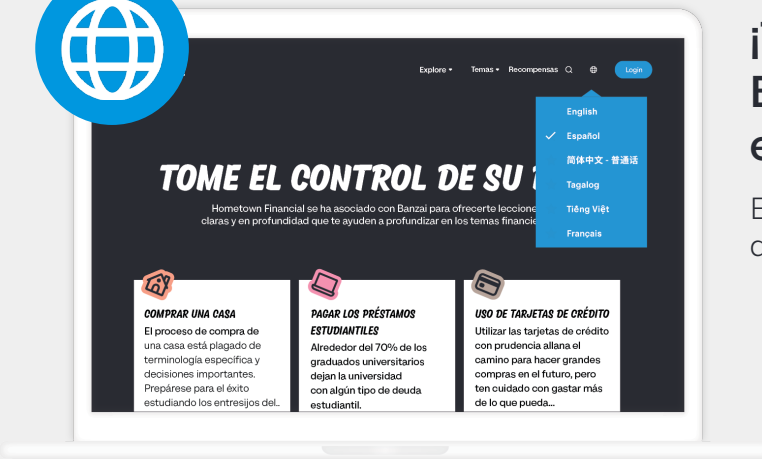 Explore Temas Recompensas Login
English
Español
简体中文 - 普通话
Tagalog
Tiếng Việt
Français
TOME EL CONTROL DE SU
Hometown Financial se ha asociado con Banzai para ofrecerte
claras y en profundidad que te ayuden a profundizar en los temas
COMPRAR UNA CASA
El proceso de compra de
una casa está plagado de
terminología específica y
decisiones importantes.
Prepárese para el éxito
estudiando los entresijos del..
PAGAR LOS PRÉSTAMOS
ESTUDIANTILES
Alrededor del 70% de los
graduados universitarios
dejan la universidad
con algún tipo de deuda
estudiantil.
USO DE TARJETAS DE CRÉDITO
Utilizar las tarjetas de crédito
con prudencia allana el
camino para hacer grandes
compras en el futuro, pero
ten cuidado con gastar más
de lo que pueda...